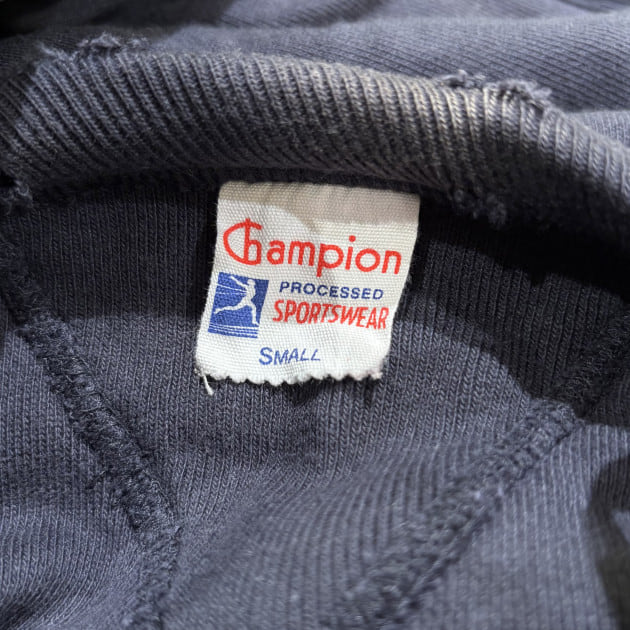 Champion
PROCESSED
SPORTSWEAR
SMALL